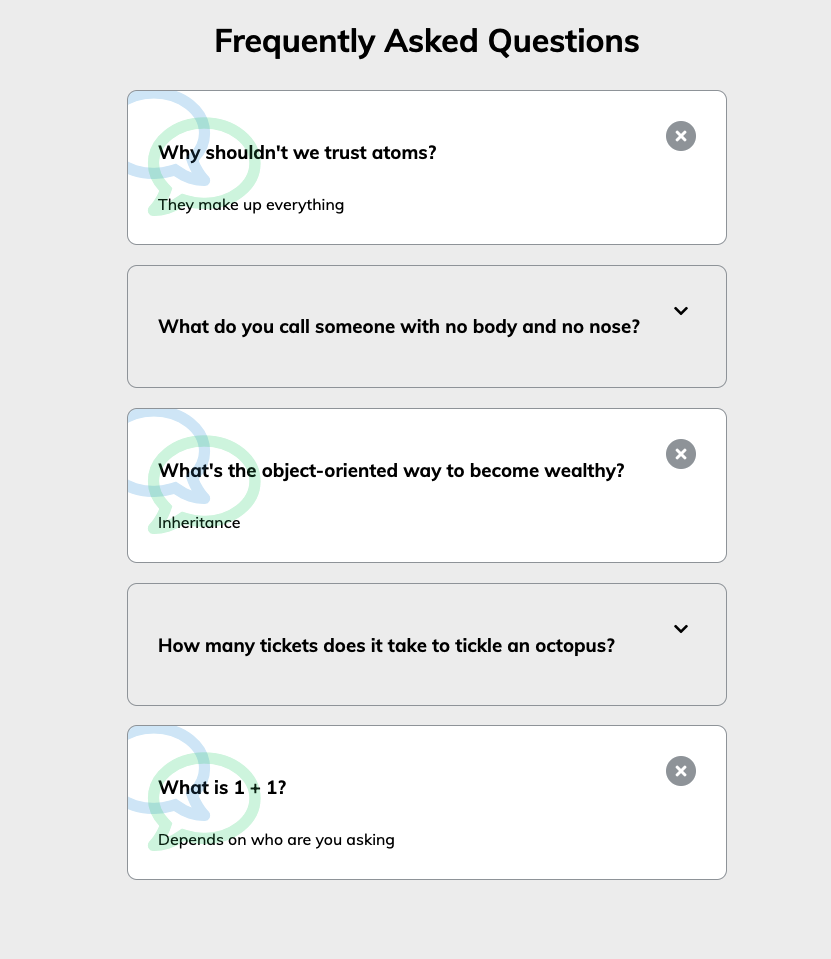 Frequently Asked Questions
Why shouldn't we trust atoms?
They make up everything
What do you call someone with no body and no nose?
What's the object-oriented way to become wealthy?
Inheritance
How many tickets does it take to tickle an octopus?
What is 1 + 1?
Depends on who are you asking